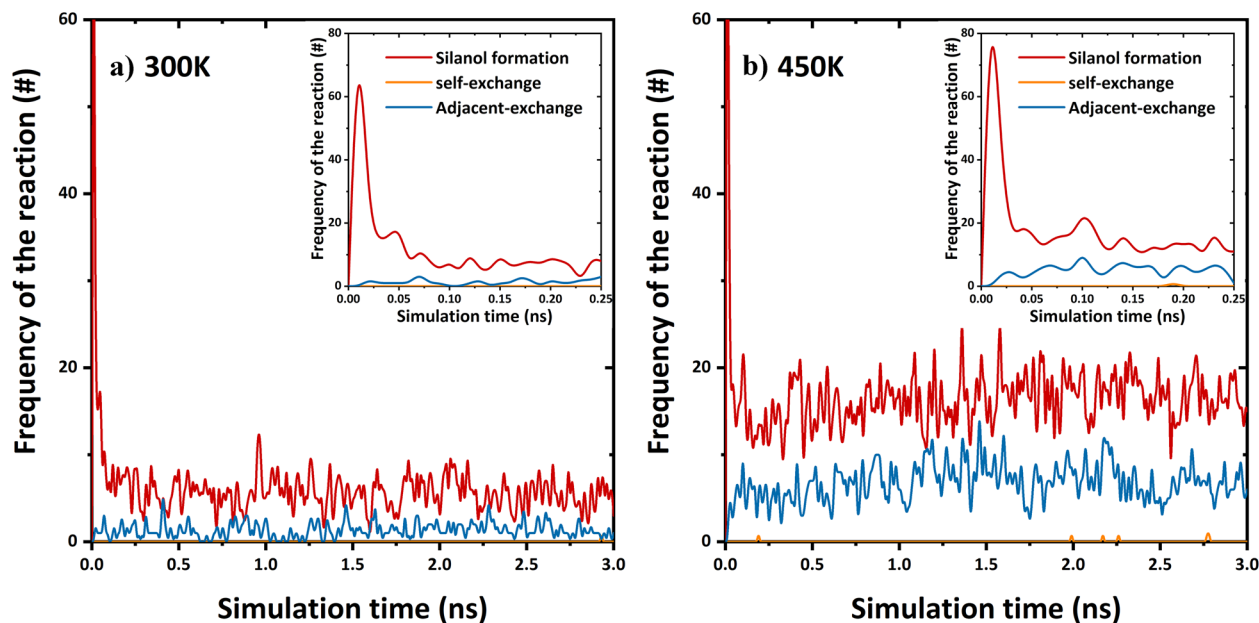 a) 300K
Frequency of the reaction (#)
60
40
20
0
0.0 0.5 1.0 1.5 2.0 2.5 3.0
Simulation time (ns)
Silanol formation
self-exchange
Adjacent-exchange
Frequency of the reaction (#)
80
60
40
20
0
0.00 0.05 0.10 0.15 0.20 0.25
Simulation time (ns)
b) 450K
Frequency of the reaction (#)
60
40
20
0
0.0 0.5 1.0 1.5 2.0 2.5 3.0
Simulation time (ns)
Silanol formation
self-exchange
Adjacent-exchange
Frequency of the reaction (#)
80
60
40
20
0
0.00 0.05 0.10 0.15 0.20 0.25
Simulation time (ns)